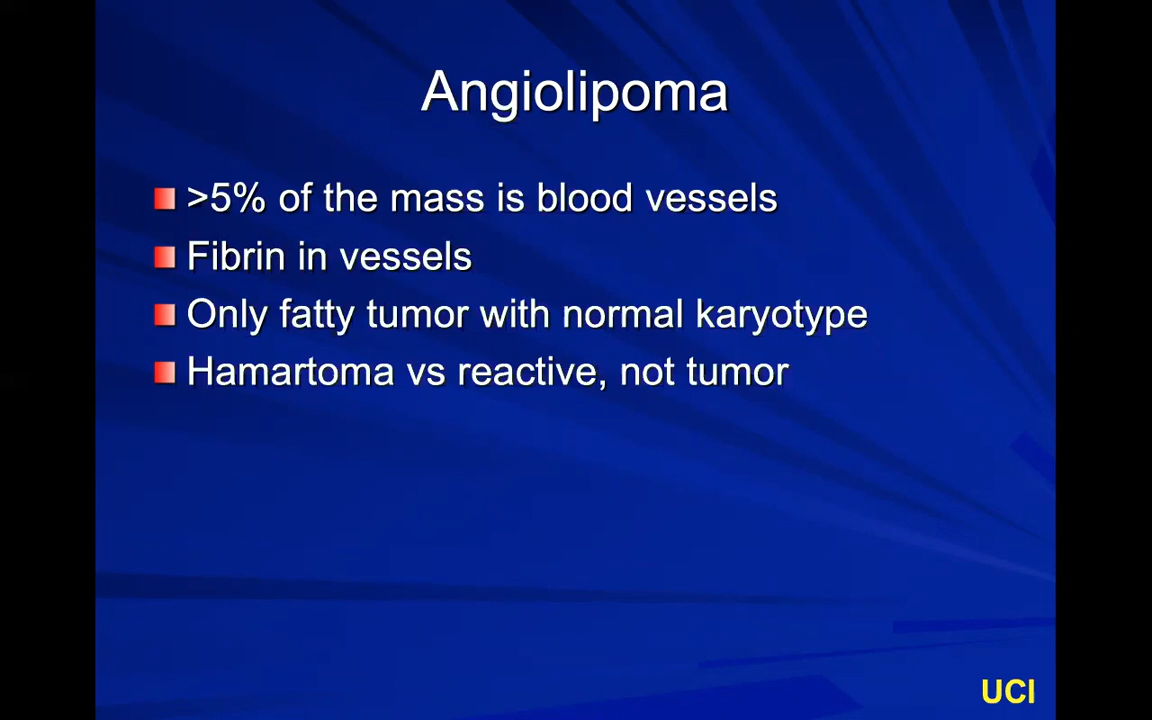 Angiolipoma
>5% of the mass is blood vessels
Fibrin in vessels
Only fatty tumor with normal karyotype
Hamartoma vs reactive, not tumor
UCI